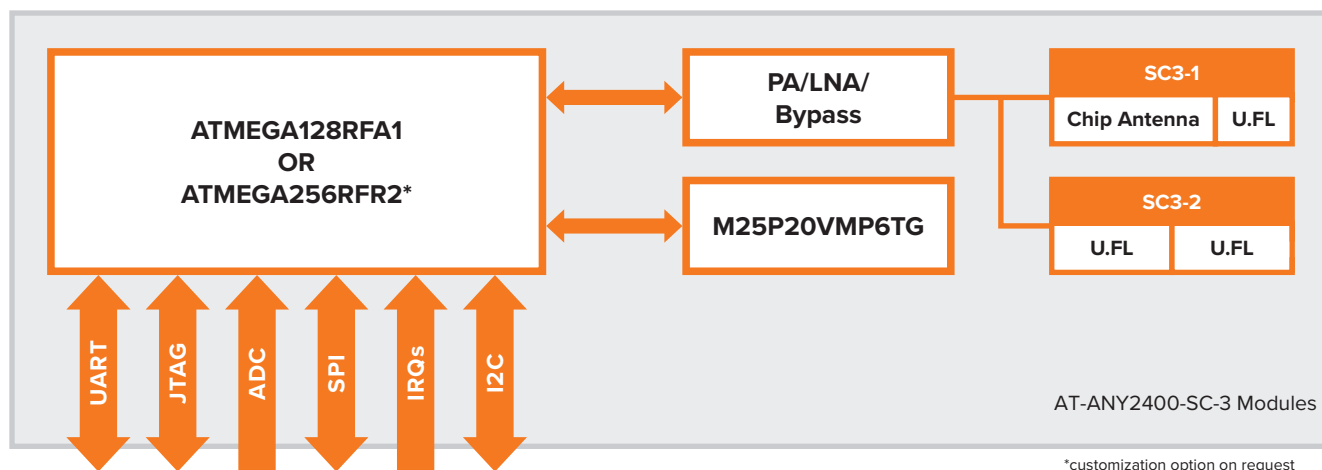 ATMEGA128RFA1
OR
ATMEGA256RFR2*
PA/LNA/
Bypass
M25P20VMP6TG
SC3-1
Chip Antenna
U.FL
SC3-2
U.FL
U.FL
UART
JTAG
ADC
SPI
IRQs
I2C
AT-ANY2400-SC-3 Modules
*customization option on request